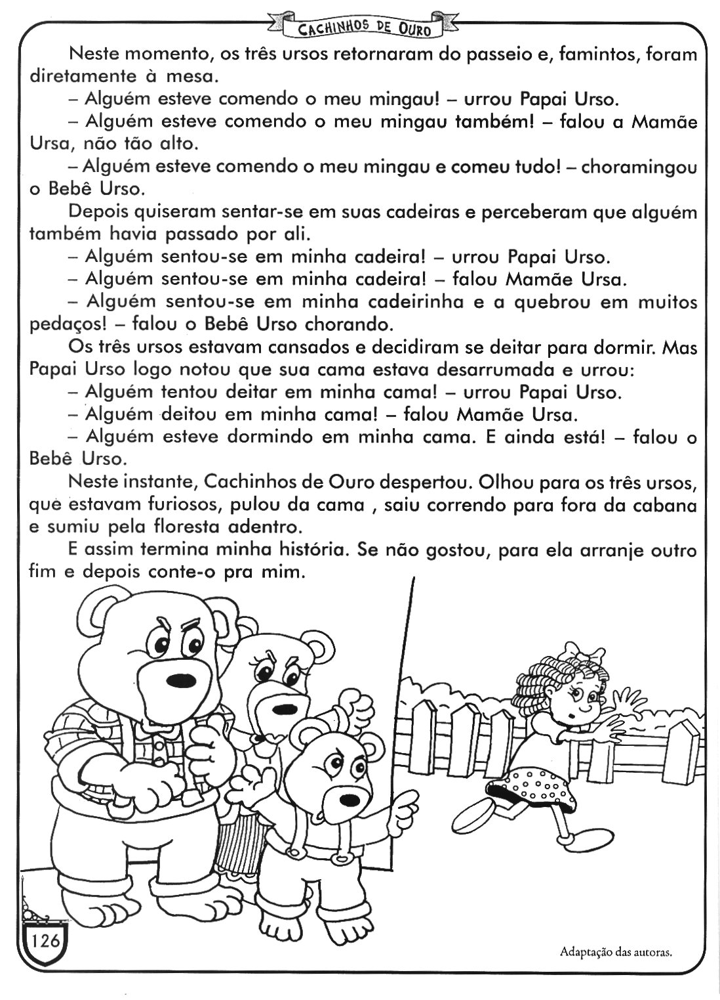 CACHINHOS DE OURO
Neste momento, os três ursos retornaram do passeio e, famintos, foram
diretamente à mesa.
– Alguém esteve comendo o meu mingau! – urrou Papai Urso.
– Alguém esteve comendo o meu mingau também! – falou a Mamãe
Ursa, não tão alto.
– Alguém esteve comendo o meu mingau e comeu tudo! – choramingou
o Bebê Urso.
Depois quiseram sentar-se em suas cadeiras e perceberam que alguém
também havia passado por ali.
– Alguém sentou-se em minha cadeira! – urrou Papai Urso.
– Alguém sentou-se em minha cadeira! – falou Mamãe Ursa.
– Alguém sentou-se em minha cadeirinha e a quebrou em muitos
pedaços! – falou o Bebê Urso chorando.
Os três ursos estavam cansados e decidiram se deitar para dormir. Mas
Papai Urso logo notou que sua cama estava desarrumada e urrou:
– Alguém tentou deitar em minha cama! – urrou Papai Urso.
– Alguém deitou em minha cama! – falou Mamãe Ursa.
– Alguém esteve dormindo em minha cama. E ainda está! – falou o
Bebê Urso.
Neste instante, Cachinhos de Ouro despertou. Olhou para os três ursos,
que estavam furiosos, pulou da cama , saiu correndo para fora da cabana
e sumiu pela floresta adentro.
E assim termina minha história. Se não gostou, para ela arranje outro
fim e depois conte-o pra mim.
126
Adaptação das autoras.